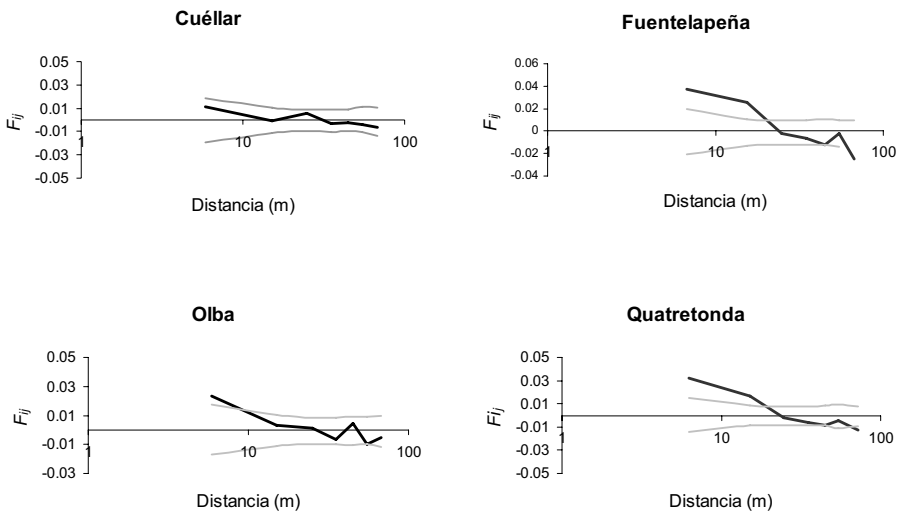 Cuéllar
0.05
0.03
0.01
-0.01
-0.03
-0.05
Fij
1
10
100
Distancia (m)
Fuentelapeña
0.06
0.04
0.02
0
-0.02
-0.04
Fij
1
10
100
Distancia (m)
Olba
0.05
0.03
0.01
-0.01
-0.03
Fij
1
10
100
Distancia (m)
Quatretonda
0.05
0.03
0.01
-0.01
-0.03
-0.05
Fij
1
10
100
Distancia (m)